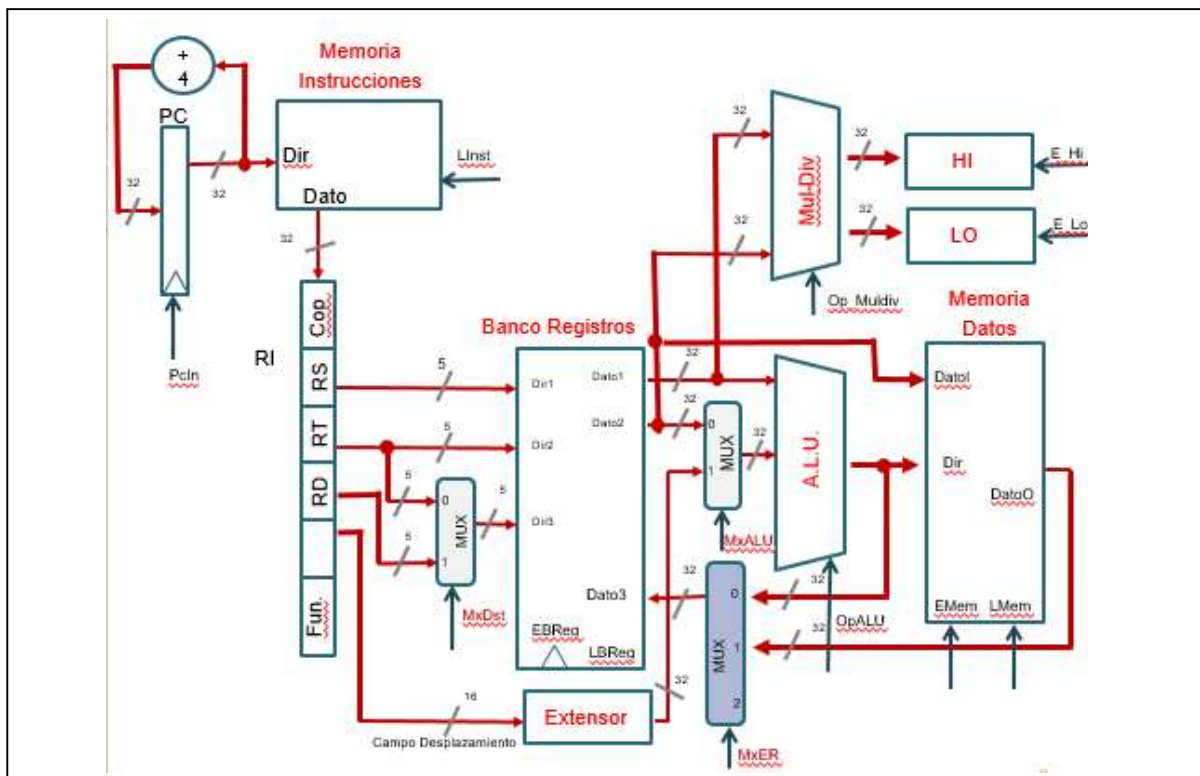 +
4
Memoria
Instrucciones
PC
Dir
Dato
LInst
32
32
32
PcIn
RI
Cop
RS
RT
RD
Fun.
5
5
5
5
5
0
1
MUX
MxDst
16
Campo Desplazamiento
Banco Registros
Dir1
Dir2
Dir3
Dato1
Dato2
Dato3
EBReg
LBReg
Extensor
32
32
32
32
32
0
1
MUX
MxALU
32
32
Mul-Div
Op_Muldiv
32
32
HI
LO
E_Hi
E_Lo
A.L.U.
OpALU
32
32
0
1
2
MUX
MxER
Memoria
Datos
DatoI
Dir
DatoO
EMem
LMem